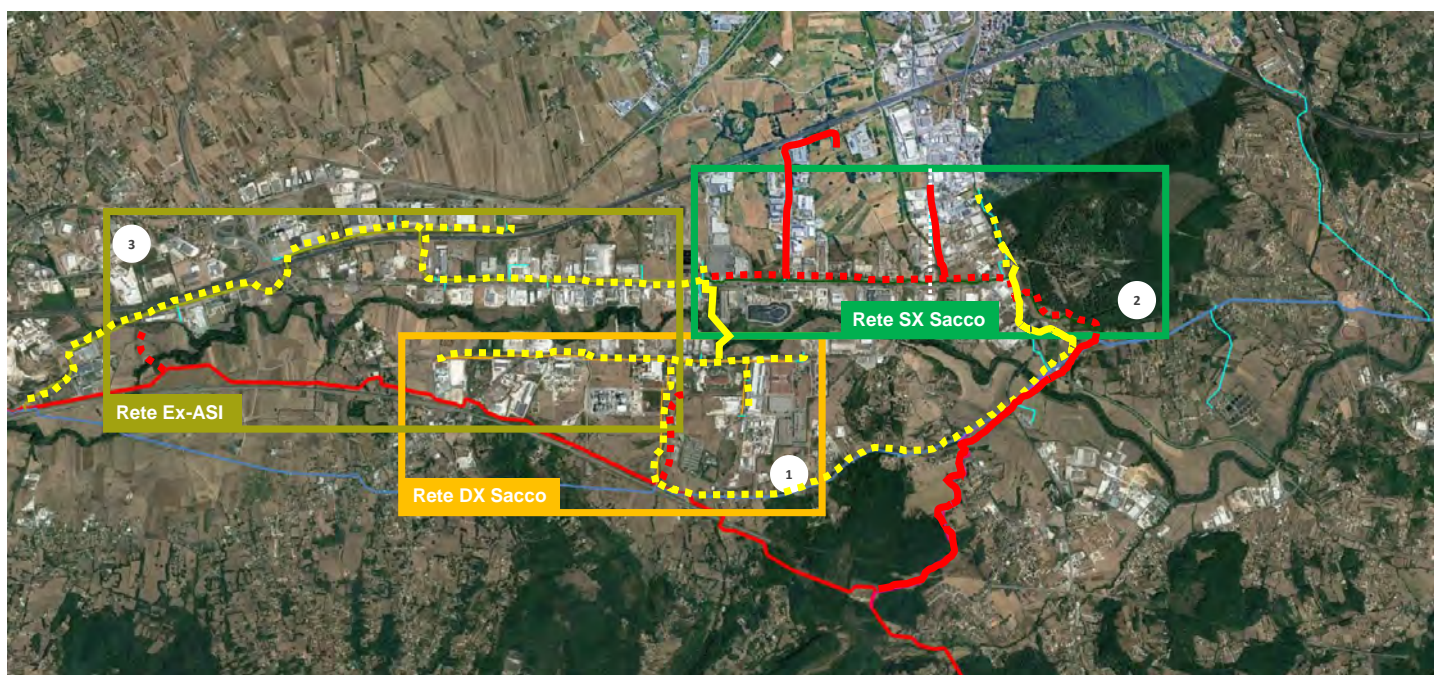 3
2
Rete SX Sacco
Rete Ex-ASI
1
Rete DX Sacco